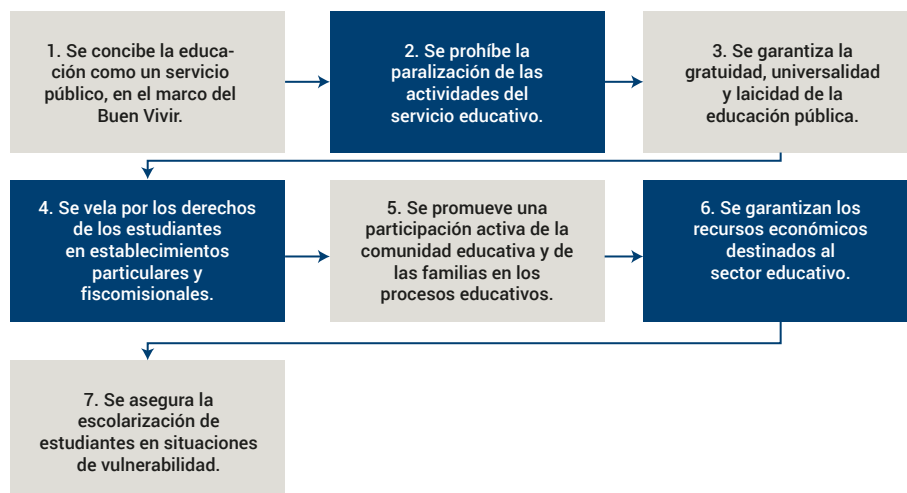 1. Se concibe la educa-
ción como un servicio
público, en el marco del
Buen Vivir.
2. Se prohíbe la
paralización de las
actividades del
servicio educativo.
3. Se garantiza la
gratuidad, universalidad
y laicidad de la
educación pública.
4. Se vela por los derechos
de los estudiantes
en establecimientos
particulares y
fiscomisionales.
5. Se promueve una
participación activa de la
comunidad educativa y de
las familias en los
procesos educativos.
6. Se garantizan los
recursos económicos
destinados al
sector educativo.
7. Se asegura la
escolarización de
estudiantes en situaciones
de vulnerabilidad.